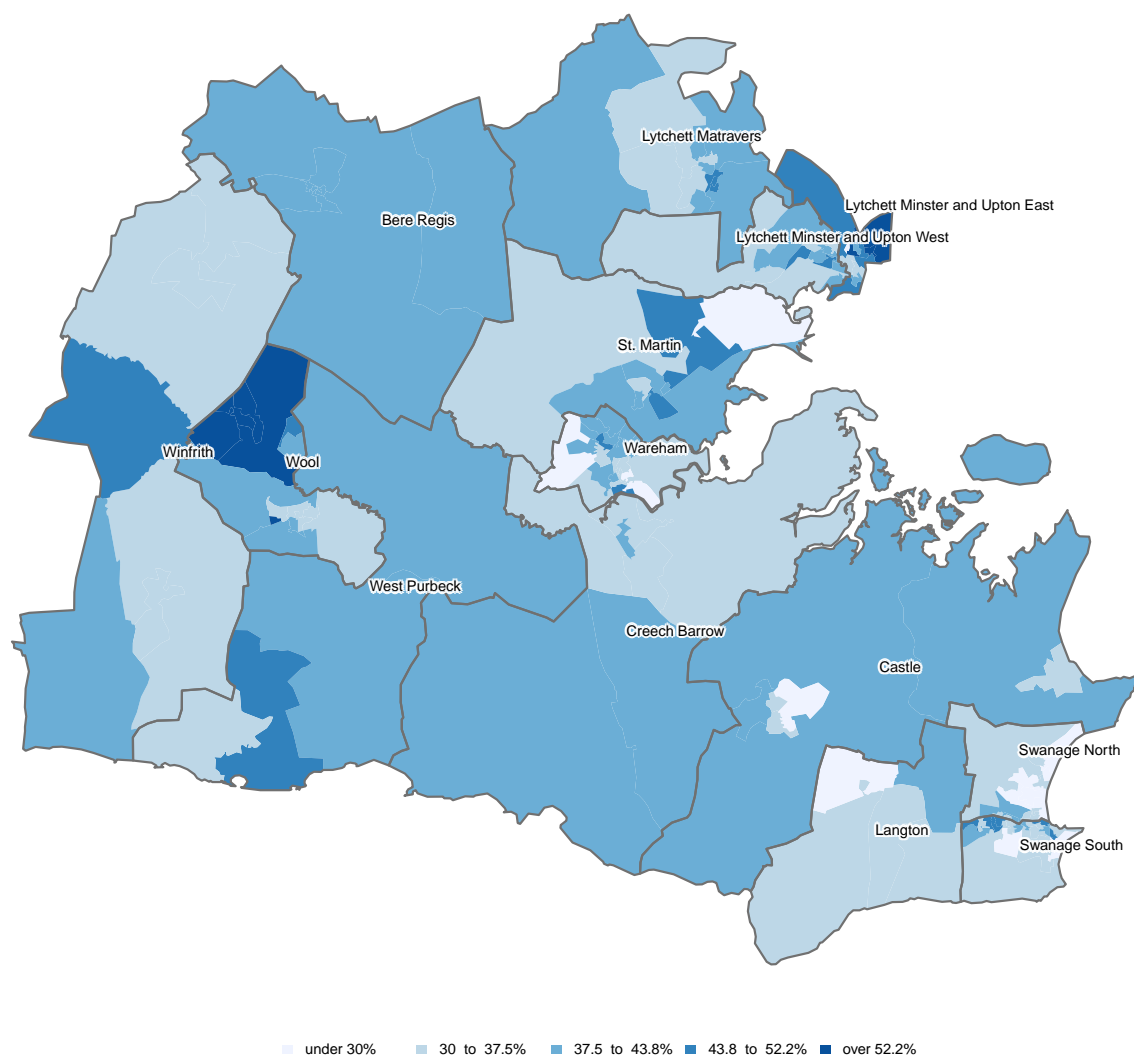 Lytchett Matravers
Lytchett Minster and Upton East
Bere Regis
Lytchett Minster and Upton West
St. Martin
Wareham
Winfrith
Wool
West Purbeck
Creech Barrow
Castle
Swanage North
Langton
Swanage South
under 30% 30 to 37.5% 37.5 to 43.8% 43.8 to 52.2% over 52.2%